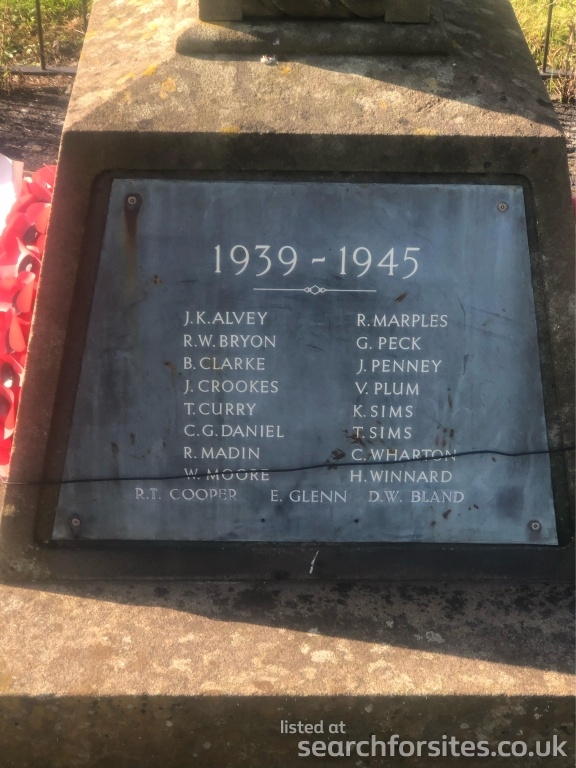 1939 - 1945
J.K. ALVEY
R.W. BRYON
B. CLARKE
J. CROOKES
T. CURRY
C.G. DANIEL
R. MADIN
W. MOORE
R. MARPLES
G. PECK
J. PENNEY
V. PLUM
K. SIMS
T. SIMS
C. WHARTON
H. WINNARD
R.T. COOPER E. GLENN D.W. BLAND
listed at
searchforsites.co.uk